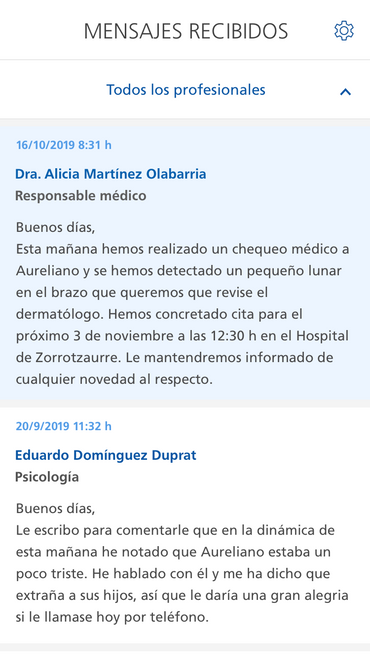 MENSAJES RECIBIDOS
Todos los profesionales
16/10/2019 8:31 h
Dra. Alicia Martínez Olabarria
Responsable médico
Buenos días,
Esta mañana hemos realizado un chequeo médico a
Aureliano y se hemos detectado un pequeño lunar
en el brazo que queremos que revise el
dermatólogo. Hemos concretado cita para el
próximo 3 de noviembre a las 12:30 h en el Hospital
de Zorrotzaurre. Le mantendremos informado de
cualquier novedad al respecto.
20/9/2019 11:32 h
Eduardo Domínguez Duprat
Psicología
Buenos días,
Le escribo para comentarle que en la dinámica de
esta mañana he notado que Aureliano estaba un
poco triste. He hablado con él y me ha dicho que
extraña a sus hijos, así que le daría una gran alegria
si le llamase hoy por teléfono.